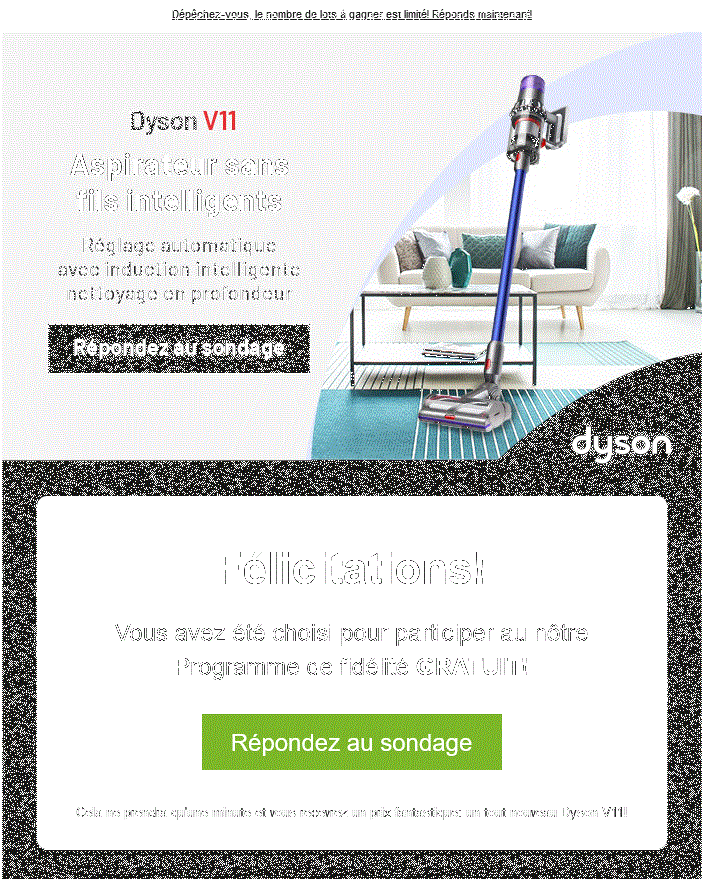 Dépêchez-vous, le nombre de lots à gagner est limité! Réponds maintenant!
Dyson V11
Aspirateur sans
fils intelligents
Réglage automatique
avec induction intelligente
nettoyage en profondeur
Répondez au sondage
dyson
Félicitations!
Vous avez été choisi pour participer au nôtre
Programme de fidélité GRATUIT!
Répondez au sondage
Cela ne prendra qu'une minute et vous recevrez un prix fantastique: un tout nouveau Dyson V11!